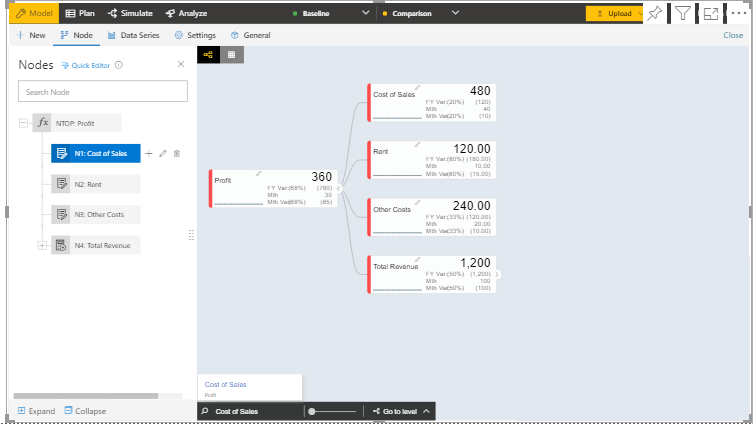 Model Plan Simulate Analyze Baseline Comparison Upload
New Node Data Series Settings General Close
Nodes Quick Editor
Search Node
fx NTOP: Profit
N1: Cost of Sales
N2: Rent
N3: Other Costs
N4: Total Revenue
Expand Collapse
Profit 360
FY Var(68%) (780)
Mth 30
Mth Var(68%) (65)
Cost of Sales 480
FY Var(20%) (120)
Mth 40
Mth Var(20%) (10)
Rent 120.00
FY Var(60%) (180.00)
Mth 10.00
Mth Var(60%) (15.00)
Other Costs 240.00
FY Var(33%) (120.00)
Mth 20.00
Mth Var(33%) (10.00)
Total Revenue 1,200
FY Var(50%) (1,200)
Mth 100
Mth Var(50%) (100)
Cost of Sales
Profit
Cost of Sales Go to level